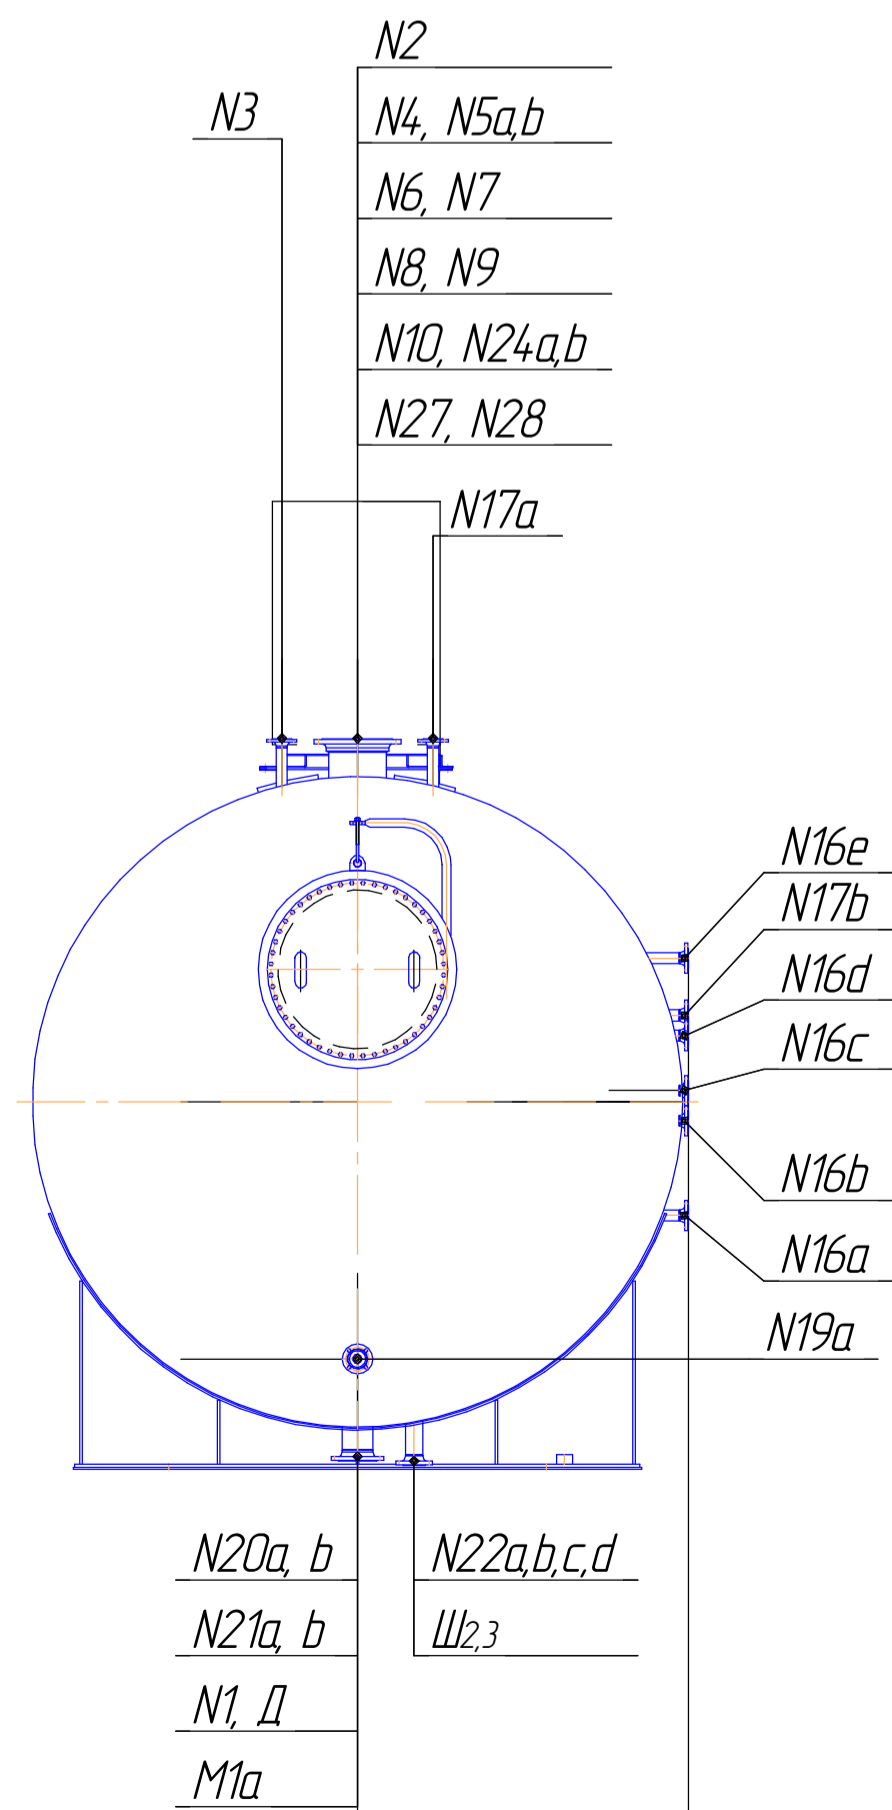 N2
N3
N4, N5a,b
N6, N7
N8, N9
N10, N24a,b
N27, N28
N17a
N16e
N17b
N16d
N16c
N16b
N16a
N19a
N20a, b
N22a,b,c,d
N21a, b
Ш2,3
N1, Д
M1a